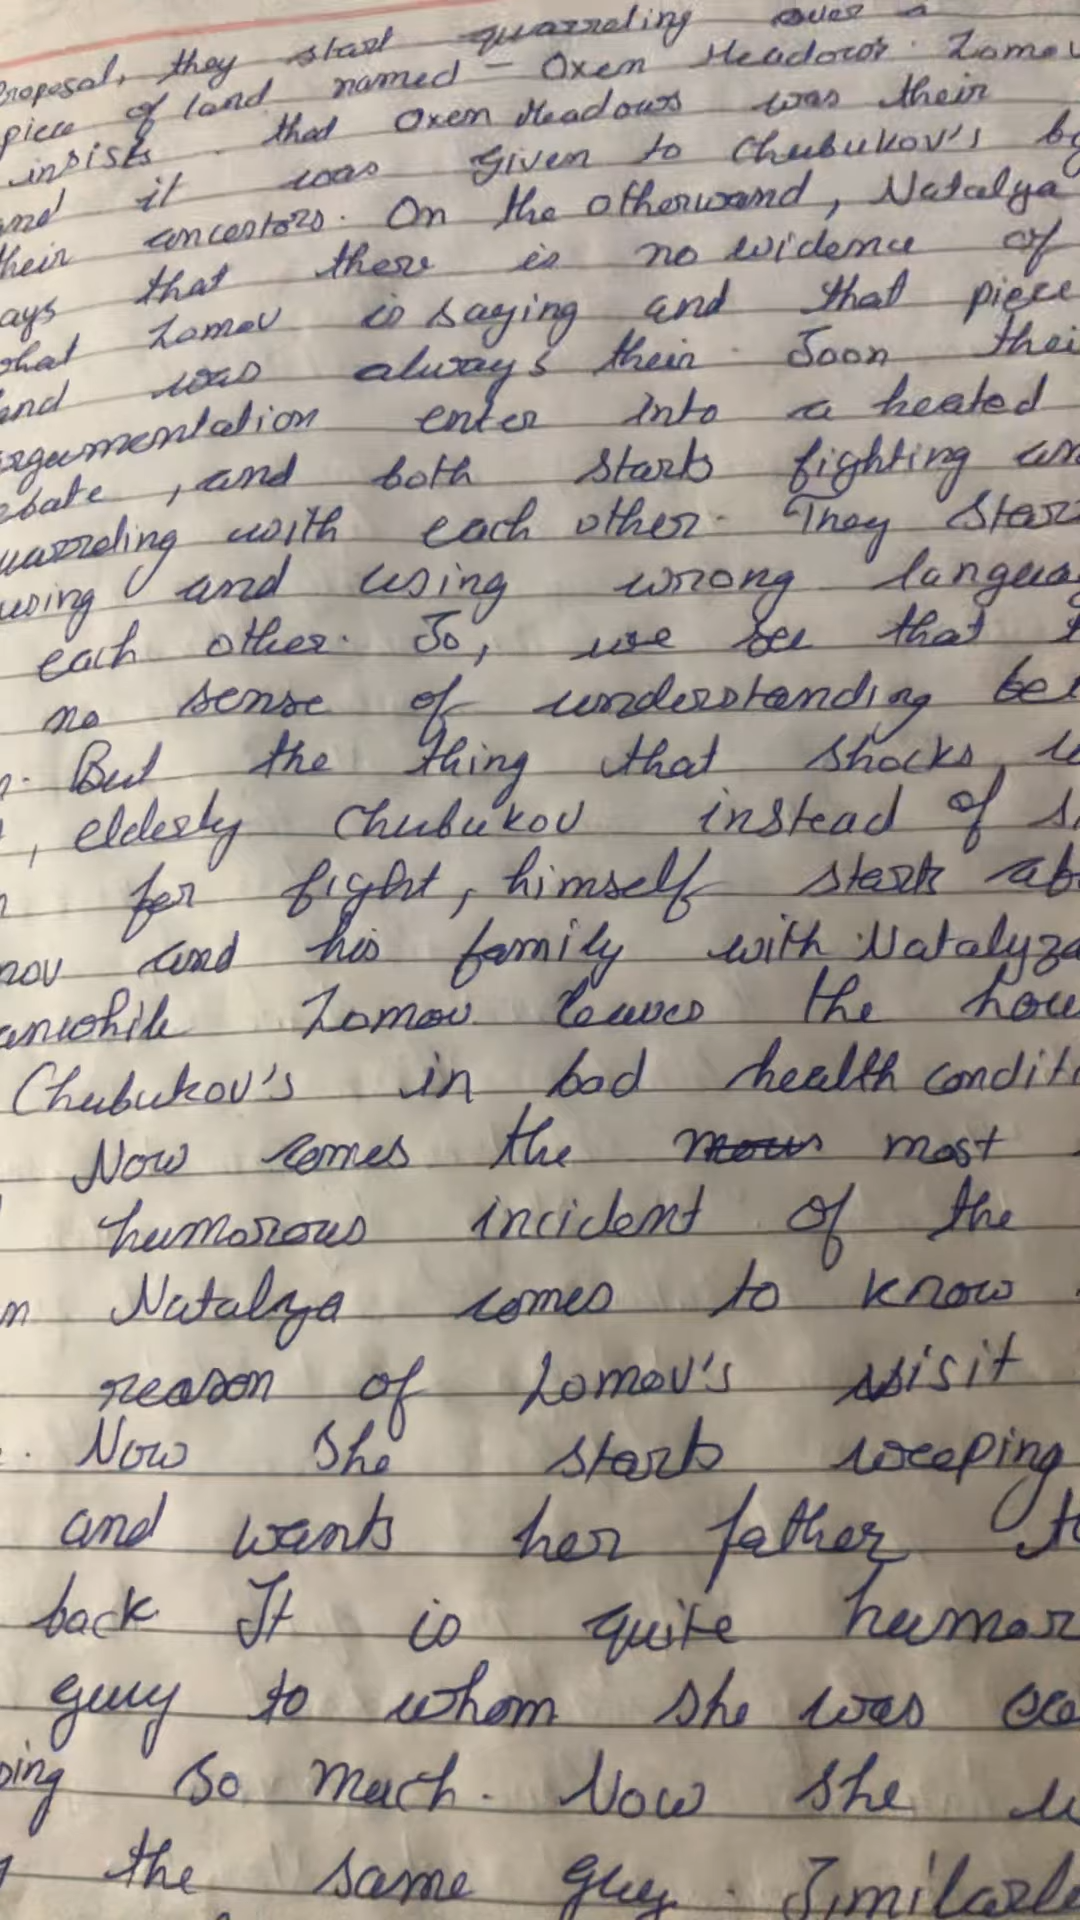 Proposal, they start quarreling over a
piece of land named - Oxen Meadows. Lomov
insists that Oxen Meadows was their
and it was given to Chubukov's by
their ancestors. On the otherwand, Natalya
says that there is no evidence of
what Lomov is saying and that piece
land was always their. Soon their
argumentation enter into a heated
debate, and both starts fighting and
quarreling with each other. They start
using and using wrong language
each other. So, we see that
no sense of understanding bet
But the thing that shocks
, elderly Chubukov instead of
for fight, himself start ab
mov and his family with Natalyza
anwhile Lomov leaves the hou
Chubukov's in bad health conditi
Now comes the most
humorous incident of the
Natalya comes to know
reason of Lomov's visit
Now she starts weeping
and wants her father to
back It is quite humor
guy to whom she was
so much. Now she
the same guy. Similarl